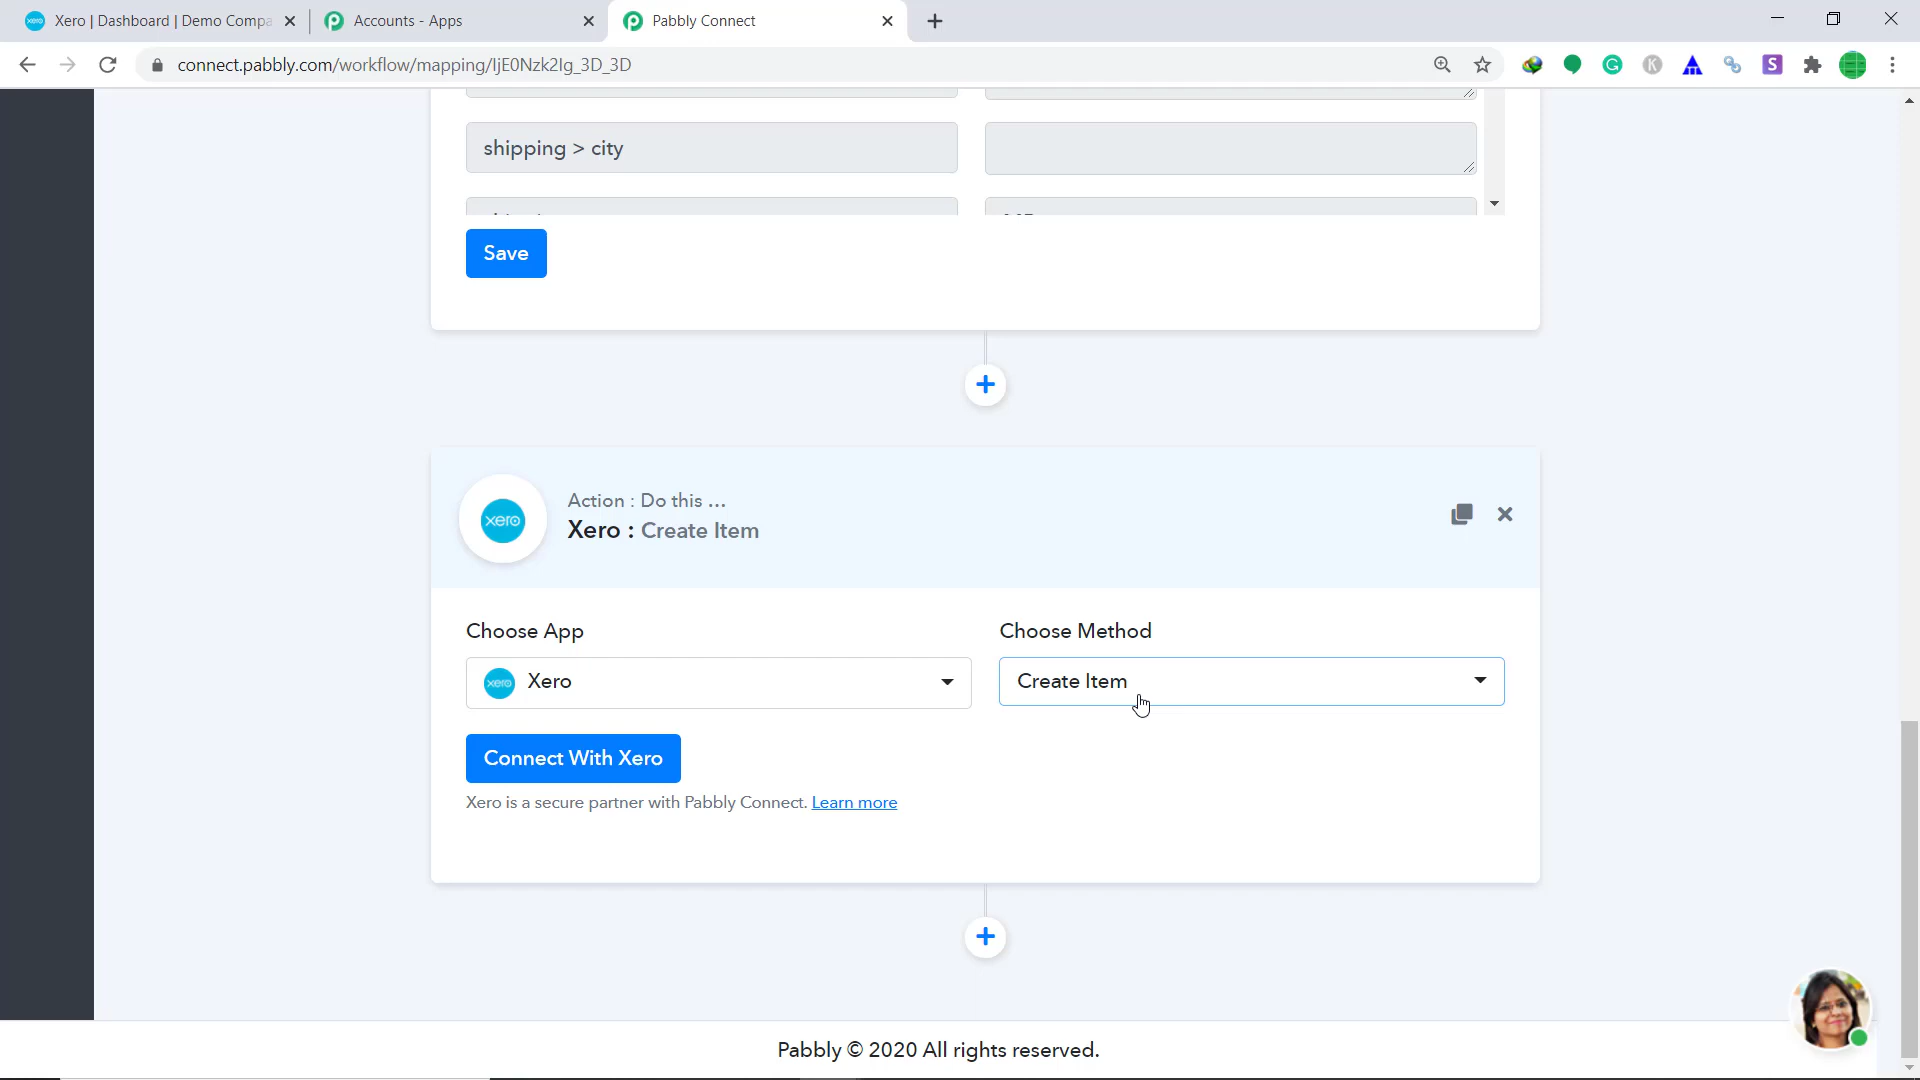 Xero | Dashboard | Demo Compa
Accounts - Apps
Pabbly Connect
connect.pabbly.com/workflow/mapping/IjE0Nzk2Ig_3D_3D
shipping > city
Save
Action : Do this ...
Xero : Create Item
xero
Choose App
Choose Method
xero
Xero
Create Item
Connect With Xero
Xero is a secure partner with Pabbly Connect. Learn more
Pabbly © 2020 All rights reserved.